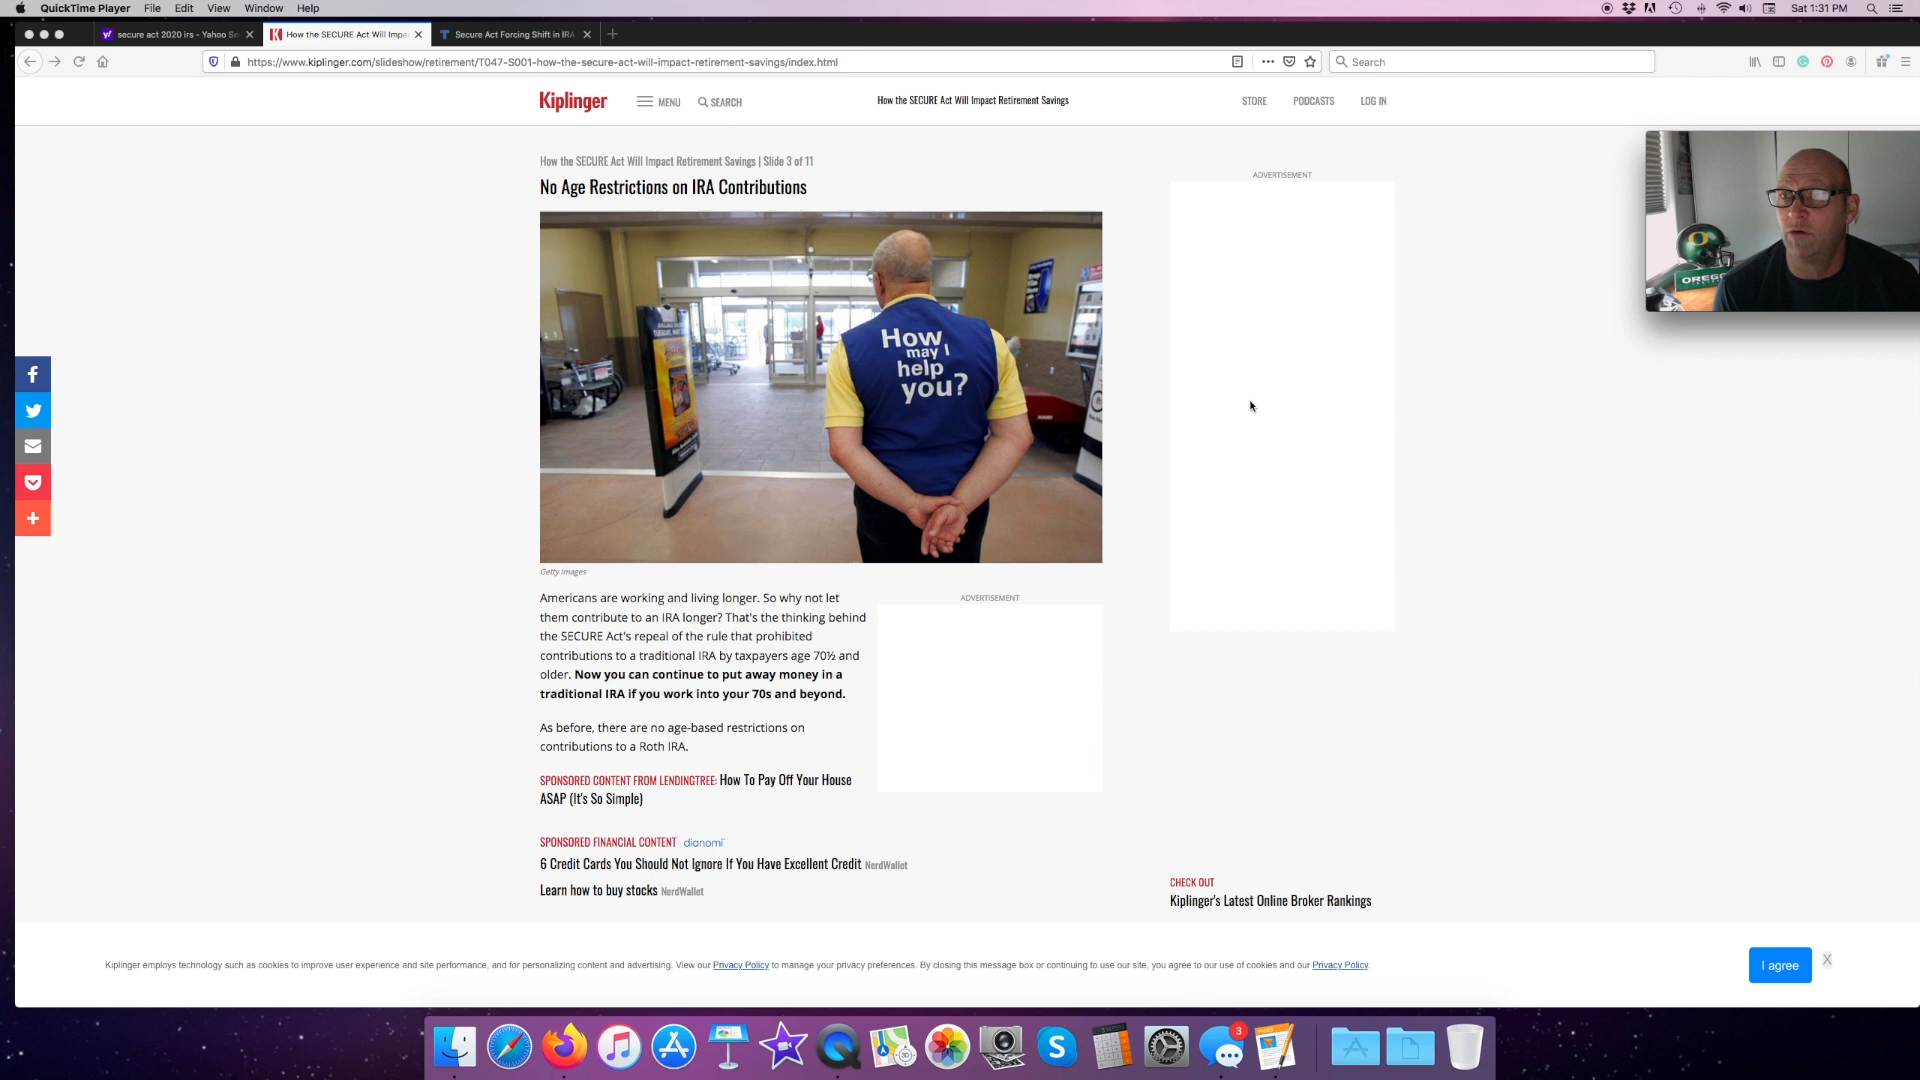 QuickTime Player File Edit View Window Help
Sat 1:31 PM
secure act 2020 irs - Yahoo Se
How the SECURE Act Will Impa
Secure Act Forcing Shift in IRA
https://www.kiplinger.com/slideshow/retirement/T047-S001-how-the-secure-act-will-impact-retirement-savings/index.html
Search
Kiplinger
MENU
SEARCH
How the SECURE Act Will Impact Retirement Savings
STORE
PODCASTS
LOG IN
How the SECURE Act Will Impact Retirement Savings | Slide 3 of 11
No Age Restrictions on IRA Contributions
ADVERTISEMENT
How
may I
help
you?
O
OREG
Getty Images
Americans are working and living longer. So why not let
them contribute to an IRA longer? That's the thinking behind
the SECURE Act's repeal of the rule that prohibited
contributions to a traditional IRA by taxpayers age 70½ and
older. Now you can continue to put away money in a
traditional IRA if you work into your 70s and beyond.
As before, there are no age-based restrictions on
contributions to a Roth IRA.
ADVERTISEMENT
SPONSORED CONTENT FROM LENDINGTREE: How To Pay Off Your House
ASAP (It's So Simple)
SPONSORED FINANCIAL CONTENT dianomi
6 Credit Cards You Should Not Ignore If You Have Excellent Credit NerdWallet
Learn how to buy stocks NerdWallet
CHECK OUT
Kiplinger's Latest Online Broker Rankings
Kiplinger employs technology such as cookies to improve user experience and site performance, and for personalizing content and advertising. View our Privacy Policy to manage your privacy preferences. By closing this message box or continuing to use our site, you agree to our use of cookies and our Privacy Policy.
I agree
X
3